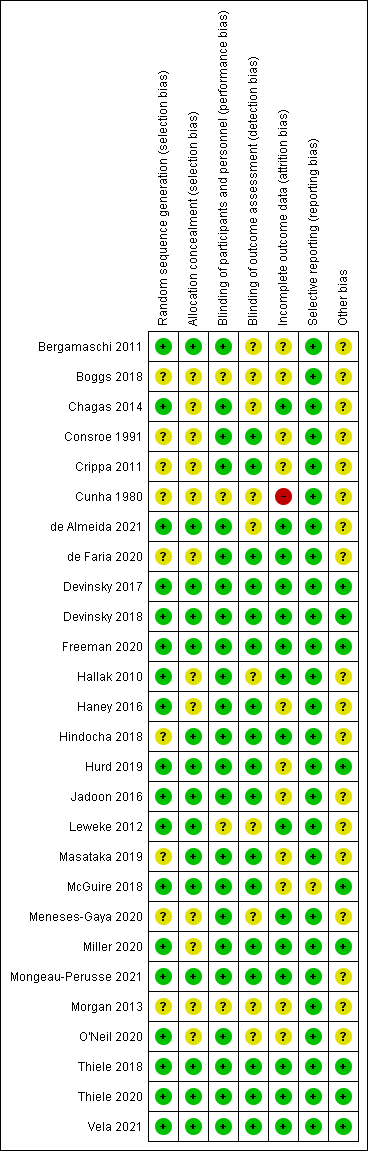 Random sequence generation (selection bias)
Allocation concealment (selection bias)
Blinding of participants and personnel (performance bias)
Blinding of outcome assessment (detection bias)
Incomplete outcome data (attrition bias)
Selective reporting (reporting bias)
Other bias
Bergamaschi 2011 + + + ? ? + ?
Boggs 2018 ? ? ? ? ? + ?
Chagas 2014 + ? + ? + + ?
Consroe 1991 ? ? + + ? + ?
Crippa 2011 ? ? + + ? + ?
Cunha 1980 ? ? ? ? - + ?
de Almeida 2021 + + + ? + + ?
de Faria 2020 ? ? + + + + ?
Devinsky 2017 + + + + + + +
Devinsky 2018 + + + + + + +
Freeman 2020 + + + + + + +
Hallak 2010 + ? + ? + + ?
Haney 2016 + ? + + ? + ?
Hindocha 2018 ? + + + + + ?
Hurd 2019 + + + + ? + +
Jadoon 2016 + + + + ? + ?
Leweke 2012 + + ? ? + + ?
Masataka 2019 ? + + + ? + ?
McGuire 2018 + + + + ? ? +
Meneses-Gaya 2020 ? ? + ? + + ?
Miller 2020 + ? + + + + +
Mongeau-Perusse 2021 + + + + + + ?
Morgan 2013 ? ? ? ? ? + ?
O'Neil 2020 + ? + ? ? + ?
Thiele 2018 + + + + + + +
Thiele 2020 + + + + + + +
Vela 2021 + + + + + + +